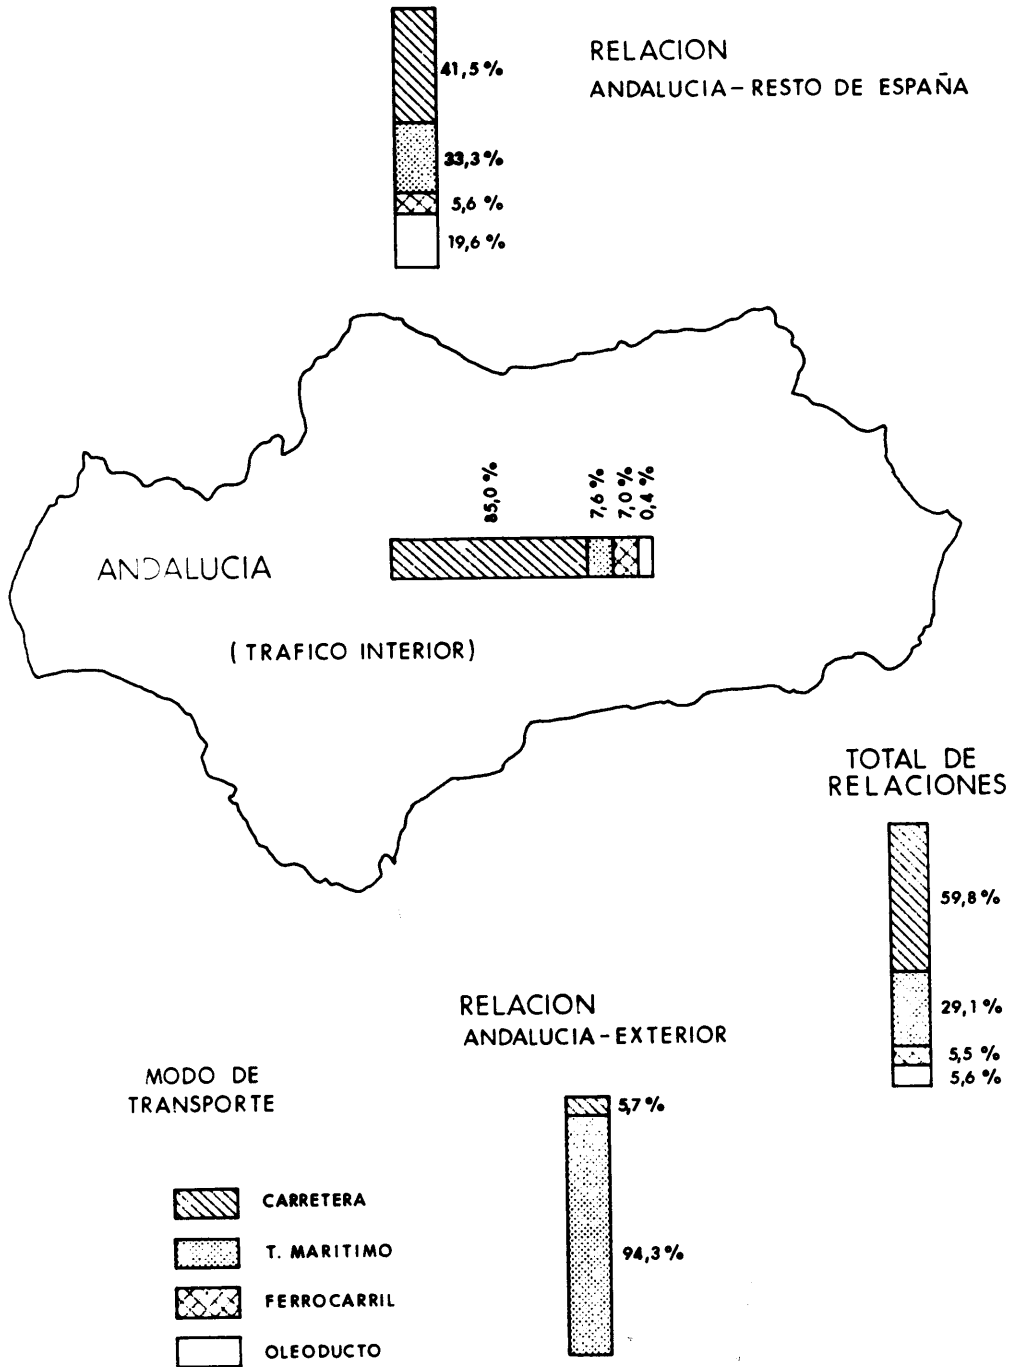 RELACION
ANDALUCIA-RESTO DE ESPAÑA
41,5 %
33,3 %
5,6 %
19,6 %
85,0 %
7,6 %
7,0 %
0,4 %
ANDALUCIA
(TRAFICO INTERIOR)
TOTAL DE
RELACIONES
59,8 %
29,1 %
5,5 %
5,6 %
RELACION
ANDALUCIA-EXTERIOR
5,7 %
94,3 %
MODO DE
TRANSPORTE
CARRETERA
T. MARITIMO
FERROCARRIL
OLEODUCTO